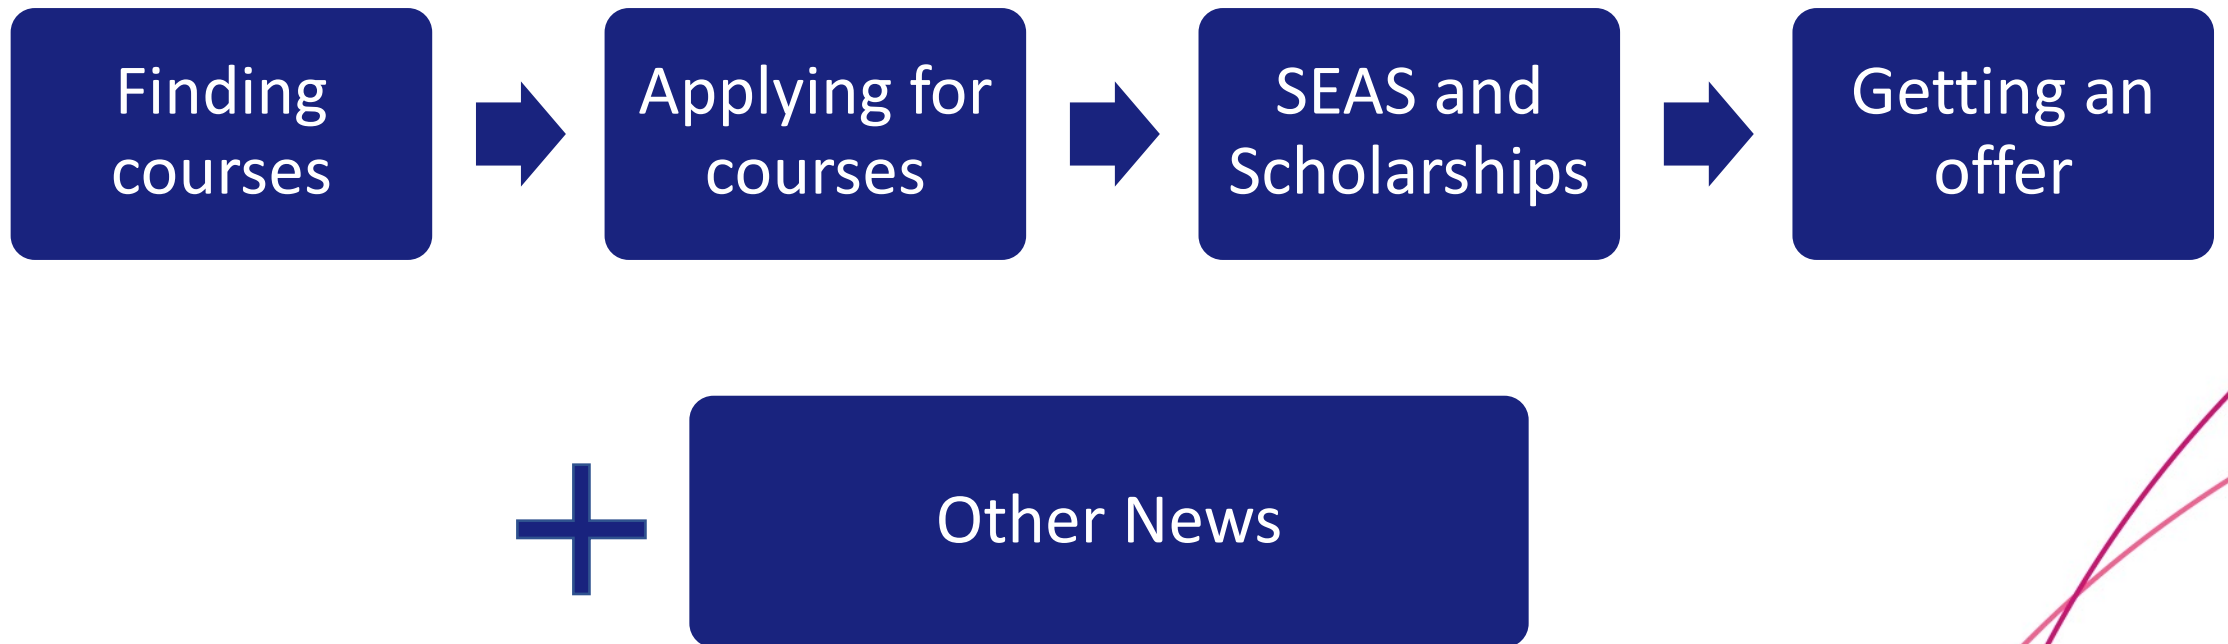 Finding
courses
Applying for
courses
SEAS and
Scholarships
Getting an
offer
Other News